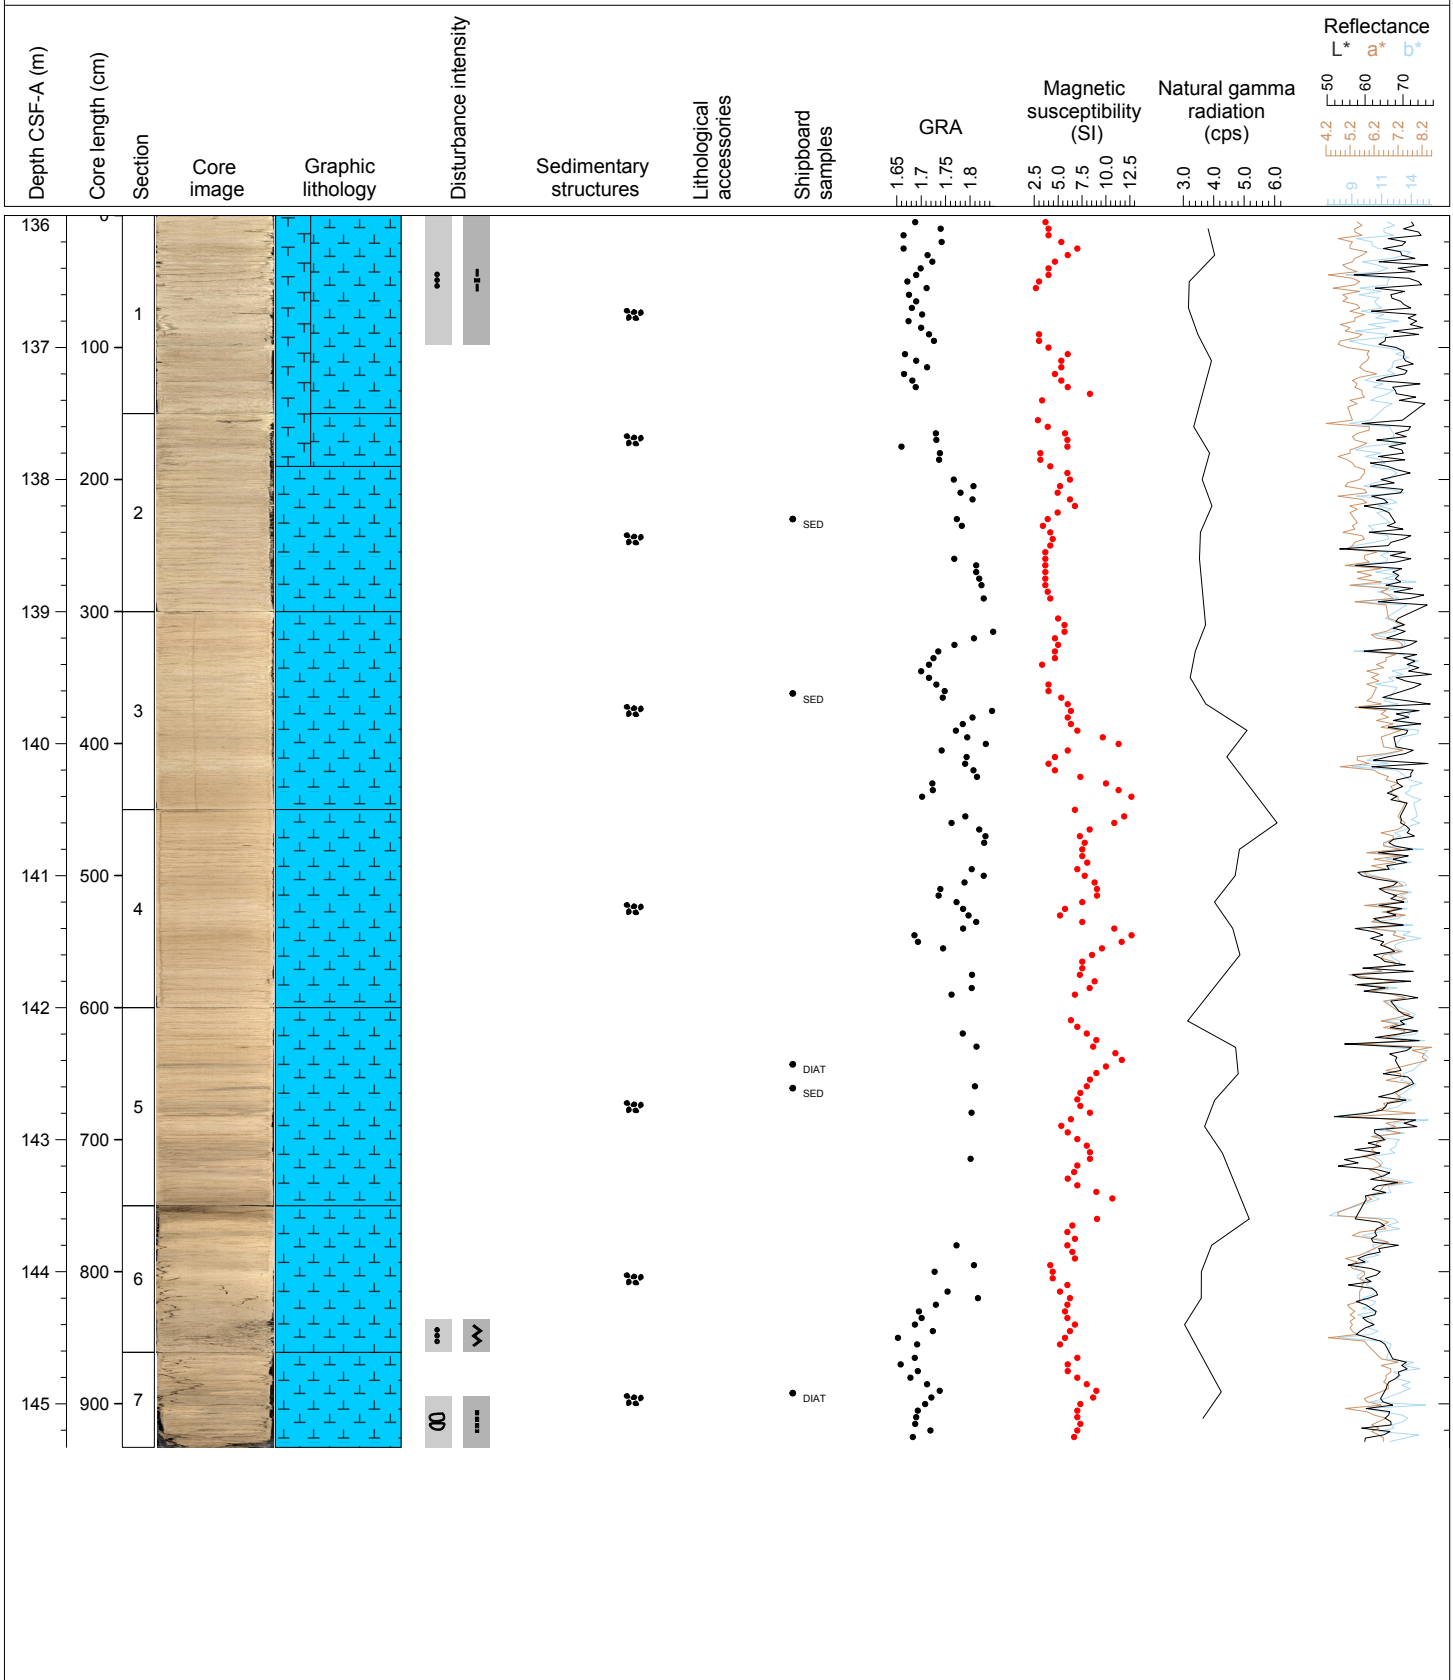 Depth CSF-A (m)
Core length (cm)
Section
Core
image
Graphic
lithology
Disturbance intensity
Sedimentary
structures
Lithological
accessories
Shipboard
samples
GRA
1.65 1.7 1.75 1.8
Magnetic
susceptibility
(SI)
2.5 5.0 7.5 10.0 12.5
Natural gamma
radiation
(cps)
3.0 4.0 5.0 6.0
Reflectance
L* a* b*
50 60 70
4.2 5.2 6.2 7.2 8.2
9 11 14
136 0
1
137 100
138 200
2
SED
139 300
SED
3
140 400
141 500
4
142 600
DIAT
SED
5
143 700
144 800
6
DIAT
7
145 900